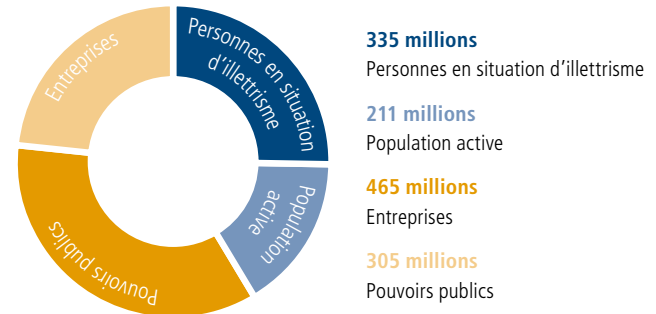 Personnes en situation
d’illettrisme
Entreprises
Population
active
Pouvoirs publics
335 millions
Personnes en situation d’illettrisme
211 millions
Population active
465 millions
Entreprises
305 millions
Pouvoirs publics